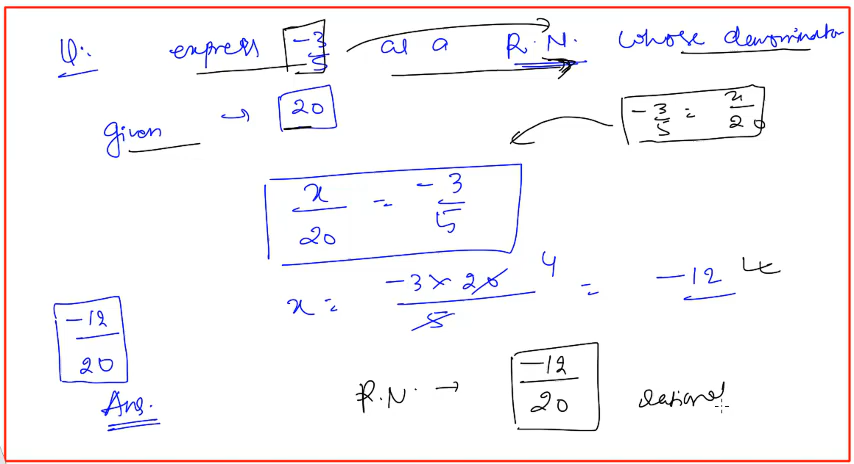 Q. express -3/5 as a R.N. whose denominator
Given → 20
-3/5 = x/20
x/20 = -3/5
x = -3 × 20/5 4 = -12
-12/20
Ans.
R.N. → -12/20 rational